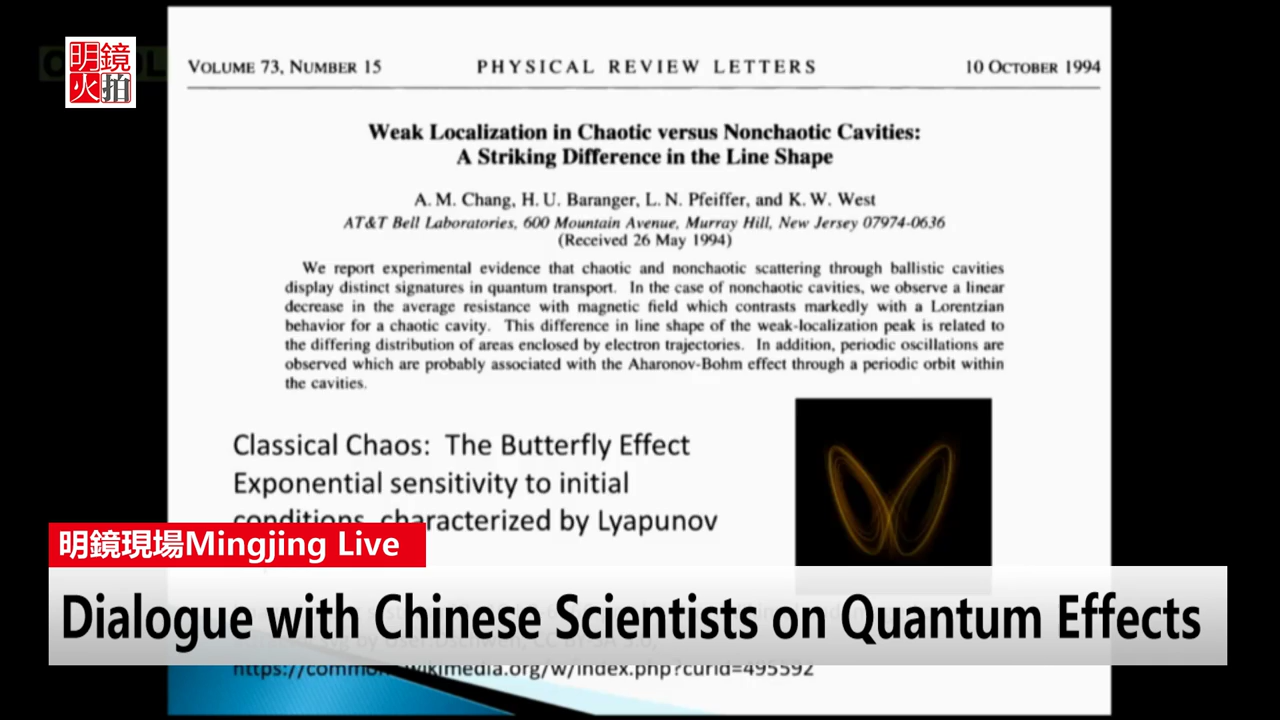 明鏡
火拍
VOLUME 73, NUMBER 15
PHYSICAL REVIEW LETTERS
10 OCTOBER 1994
Weak Localization in Chaotic versus Nonchaotic Cavities:
A Striking Difference in the Line Shape
A. M. Chang, H. U. Baranger, L. N. Pfeiffer, and K. W. West
AT&T Bell Laboratories, 600 Mountain Avenue, Murray Hill, New Jersey 07974-0636
(Received 26 May 1994)
We report experimental evidence that chaotic and nonchaotic scattering through ballistic cavities
display distinct signatures in quantum transport. In the case of nonchaotic cavities, we observe a linear
decrease in the average resistance with magnetic field which contrasts markedly with a Lorentzian
behavior for a chaotic cavity. This difference in line shape of the weak-localization peak is related to
the differing distribution of areas enclosed by electron trajectories. In addition, periodic oscillations are
observed which are probably associated with the Aharonov-Bohm effect through a periodic orbit within
the cavities.
Classical Chaos: The Butterfly Effect
Exponential sensitivity to initial
conditions, characterized by Lyapunov
明鏡現場Mingjing Live
Dialogue with Chinese Scientists on Quantum Effects
https://commons.wikimedia.org/w/index.php?curid=495592